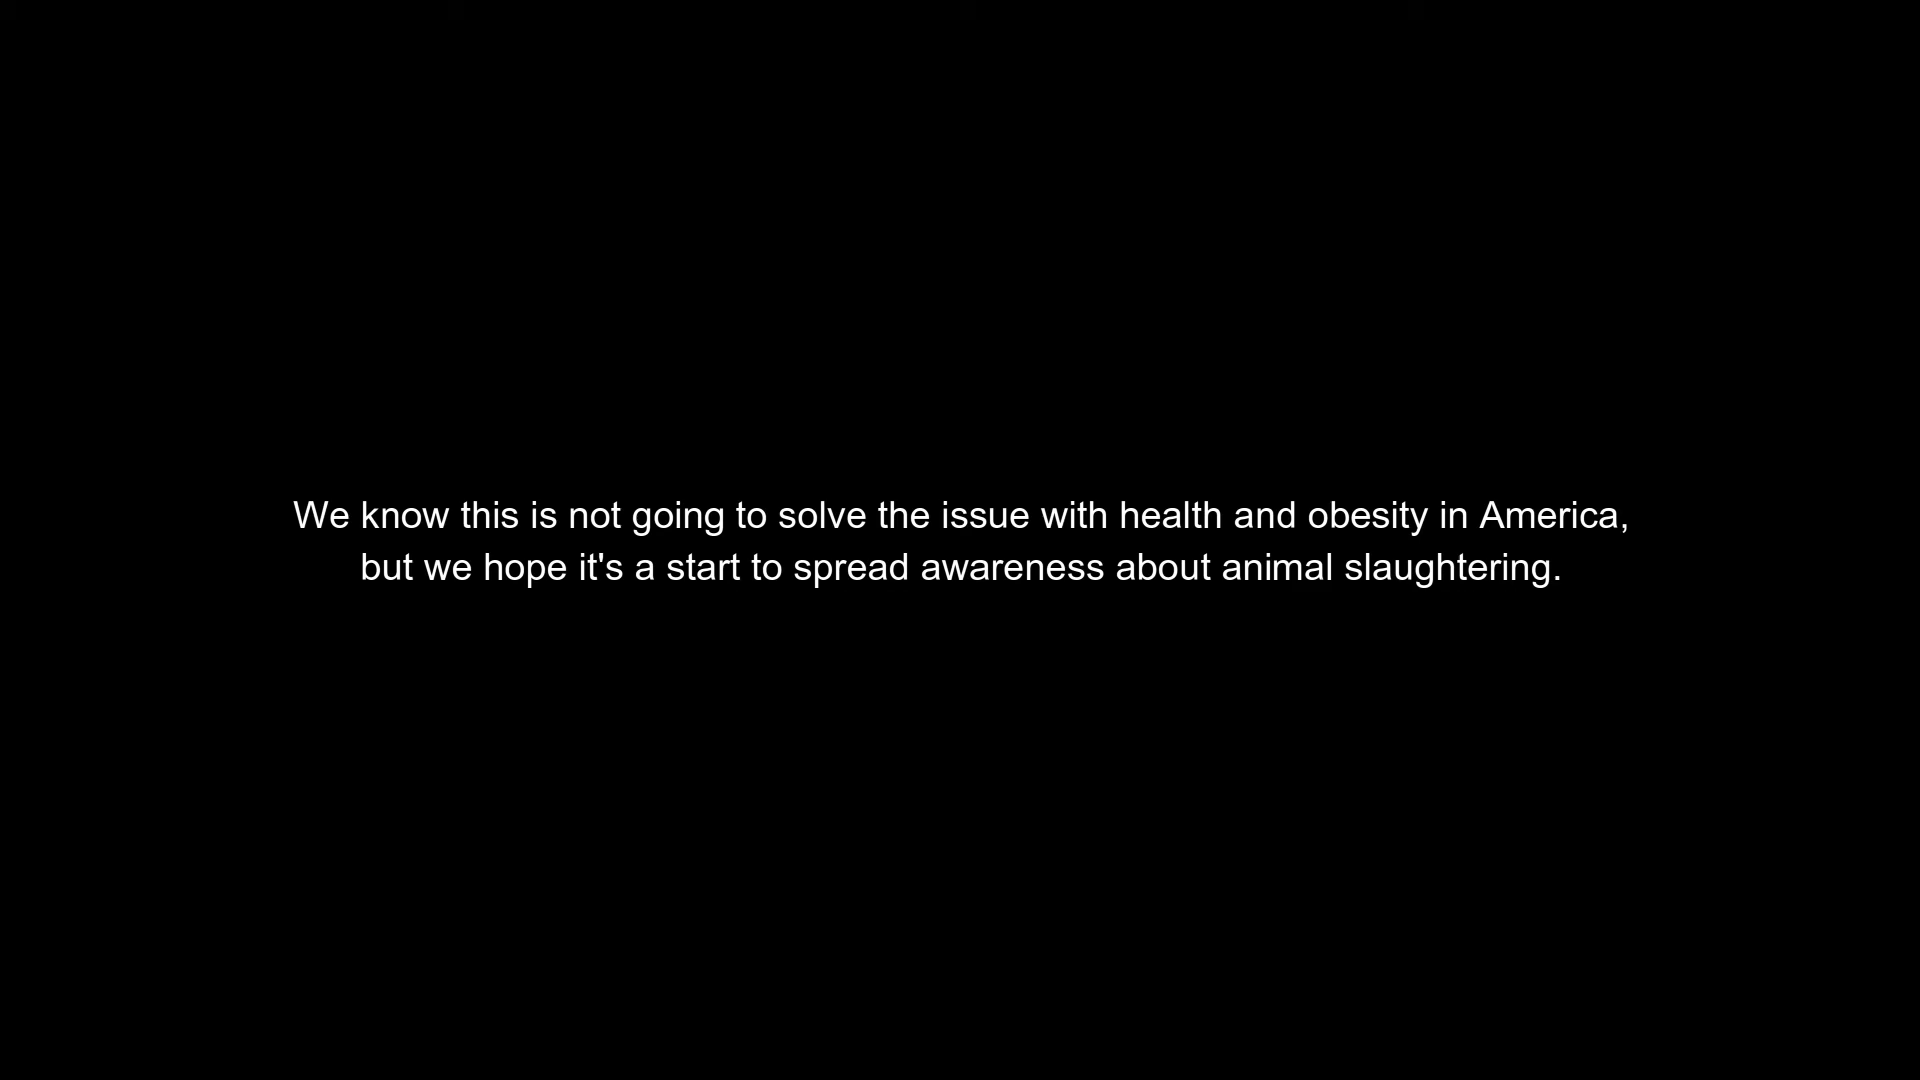 We know this is not going to solve the issue with health and obesity in America,
but we hope it's a start to spread awareness about animal slaughtering.